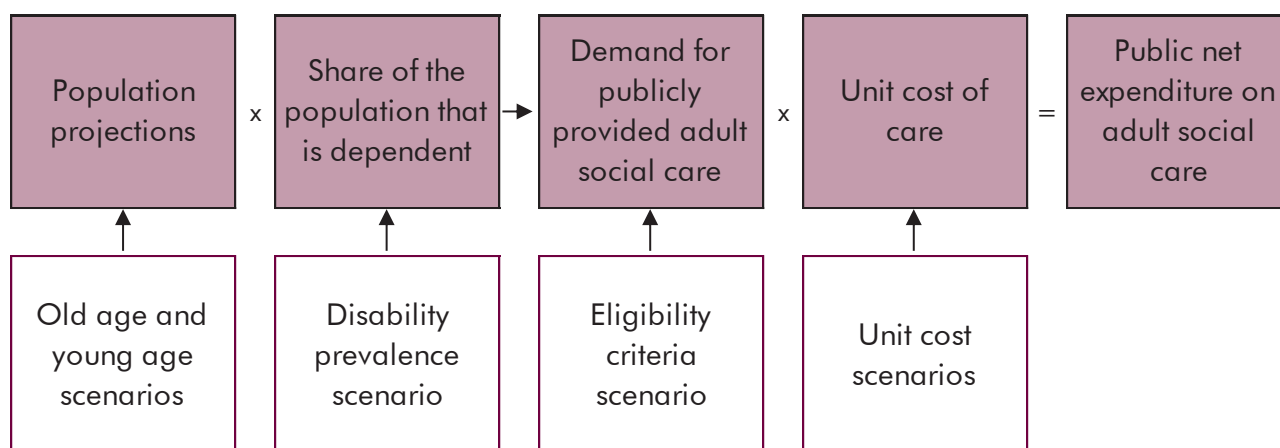 Population
projections
x
Share of the
population that
is dependent
Demand for
publicly
provided adult
social care
x
Unit cost of
care
=
Public net
expenditure on
adult social
care
Old age and
young age
scenarios
Disability
prevalence
scenario
Eligibility
criteria
scenario
Unit cost
scenarios